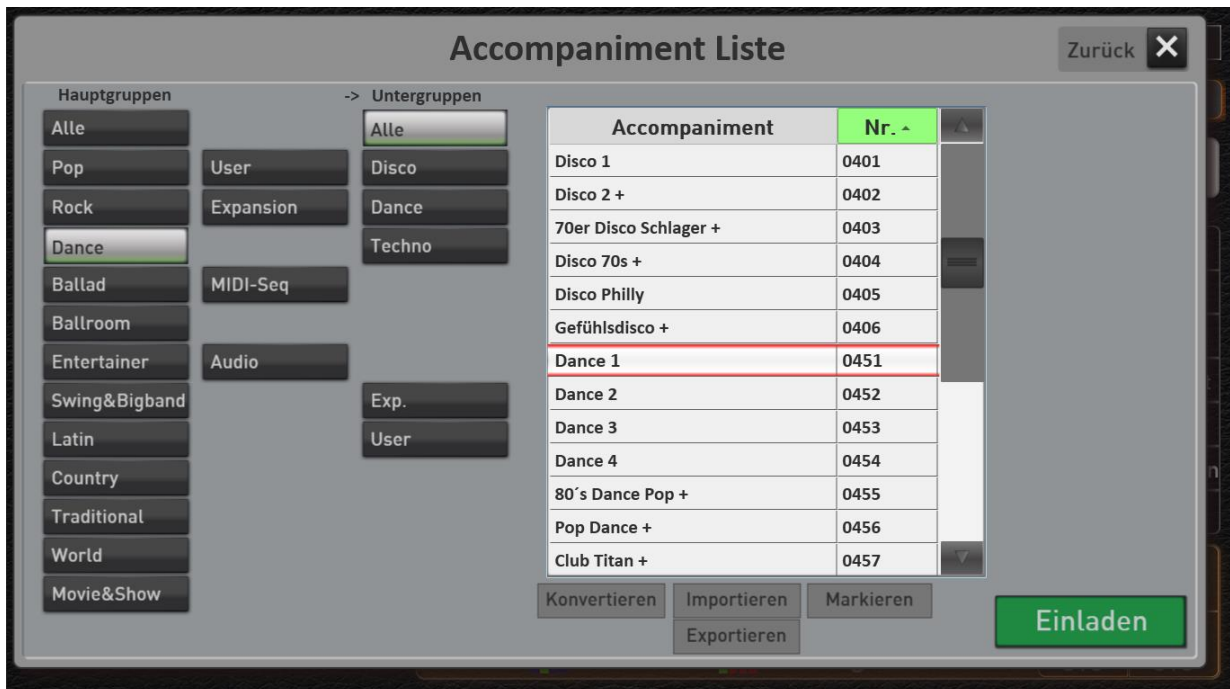 Accompaniment Liste
Zurück
Hauptgruppen
-> Untergruppen
Alle
Pop
Rock
Dance
Ballad
Ballroom
Entertainer
Swing&Bigband
Latin
Country
Traditional
World
Movie&Show
User
Expansion
MIDI-Seq
Audio
Alle
Disco
Dance
Techno
Exp.
User
Accompaniment Nr.
Disco 1 0401
Disco 2 + 0402
70er Disco Schlager + 0403
Disco 70s + 0404
Disco Philly 0405
Gefühlsdisco + 0406
Dance 1 0451
Dance 2 0452
Dance 3 0453
Dance 4 0454
80´s Dance Pop + 0455
Pop Dance + 0456
Club Titan + 0457
Konvertieren Importieren Markieren
Exportieren
Einladen